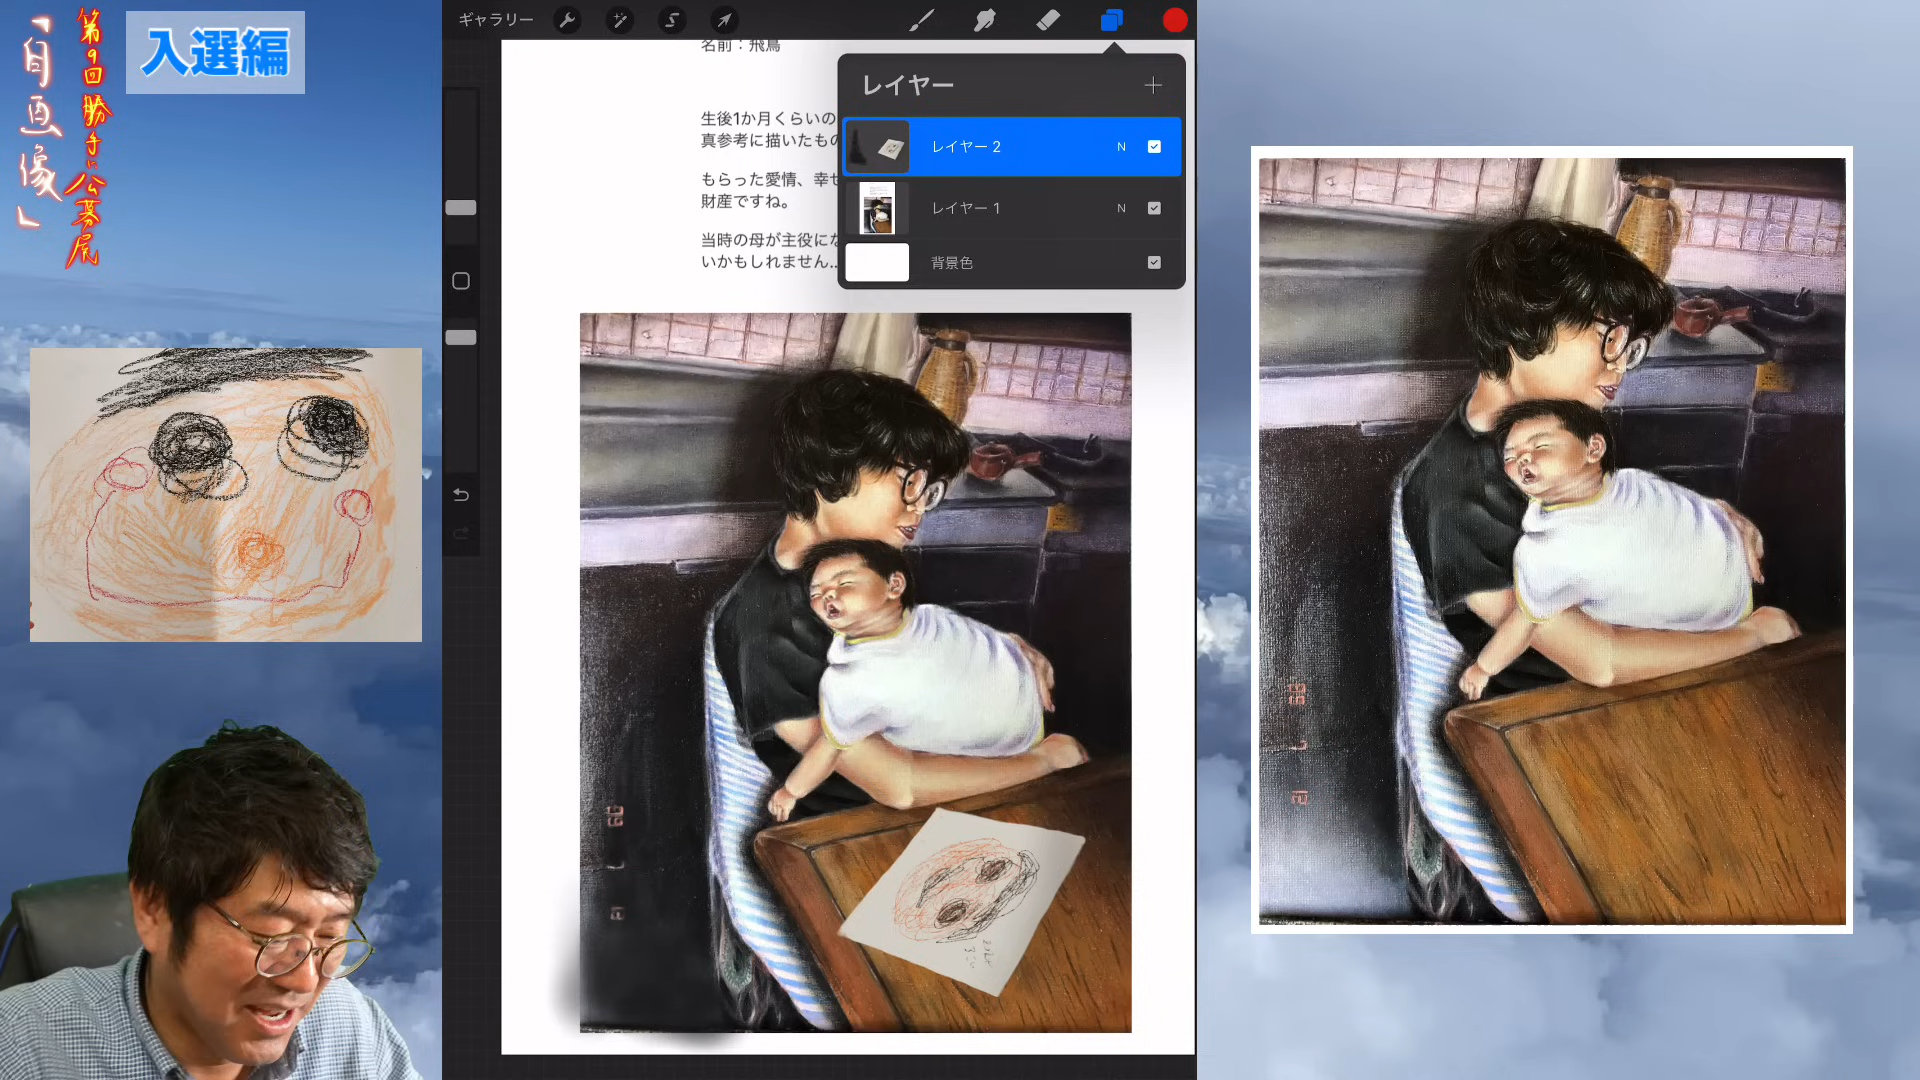 第9回 勝手に公募展
「自画像」
入選編
ギャラリー
名前：飛鳥
生後1か月くらいの
真参考に描いたもの
もらった愛情、幸せ
財産ですね。
当時の母が主役にな
いかもしれません…
レイヤー
レイヤー 2 N
レイヤー 1 N
背景色